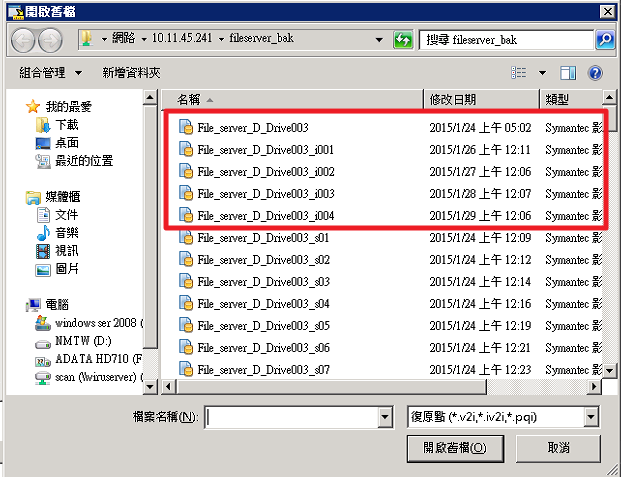 開啟舊檔
網路 10.11.45.241 fileserver_bak
搜尋 fileserver_bak
組合管理 新增資料夾
名稱 修改日期 類型
我的最愛
下載
桌面
最近的位置
媒體櫃
文件
音樂
視訊
圖片
電腦
windows ser 2008 (
NMTW (D:)
ADATA HD710 (F
scan (\\wiruserver) (
File_server_D_Drive003 2015/1/24 上午 05:02 Symantec 影
File_server_D_Drive003_i001 2015/1/26 上午 12:11 Symantec 影
File_server_D_Drive003_i002 2015/1/27 上午 12:06 Symantec 影
File_server_D_Drive003_i003 2015/1/28 上午 12:07 Symantec 影
File_server_D_Drive003_i004 2015/1/29 上午 12:06 Symantec 影
File_server_D_Drive003_s01 2015/1/24 上午 12:09 Symantec 影
File_server_D_Drive003_s02 2015/1/24 上午 12:12 Symantec 影
File_server_D_Drive003_s03 2015/1/24 上午 12:14 Symantec 影
File_server_D_Drive003_s04 2015/1/24 上午 12:16 Symantec 影
File_server_D_Drive003_s05 2015/1/24 上午 12:19 Symantec 影
File_server_D_Drive003_s06 2015/1/24 上午 12:21 Symantec 影
File_server_D_Drive003_s07 2015/1/24 上午 12:23 Symantec 影
檔案名稱(N):
復原點 (*.v2i,*.iv2i,*.pqi)
開啟舊檔(O) 取消